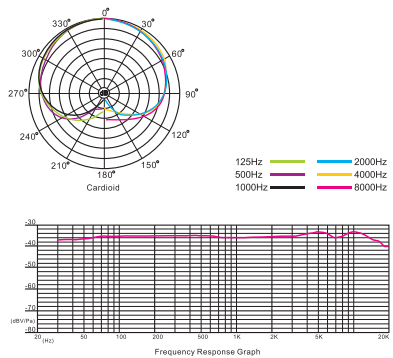 0°
330° 30°
300° 60°
270° 90°
240° 120°
210° 150°
180°
Cardioid
125Hz 2000Hz
500Hz 4000Hz
1000Hz 8000Hz
-30
-40
-50
-60
-70
(dBV/Pa)
-80
20 (Hz) 50 100 200 500 1K 2K 5K 10K 20K
Frequency Response Graph